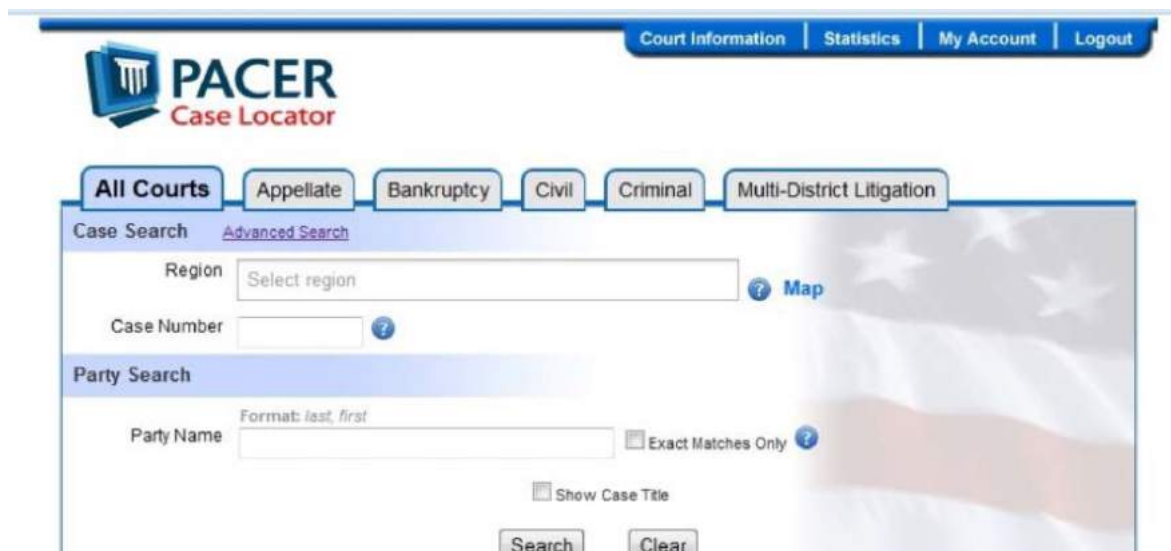 Court Information | Statistics | My Account | Logout
PACER
Case Locator
All Courts Appellate Bankruptcy Civil Criminal Multi-District Litigation
Case Search Advanced Search
Region Select region ? Map
Case Number ?
Party Search
Format: last, first
Party Name Exact Matches Only ?
Show Case Title
Search Clear